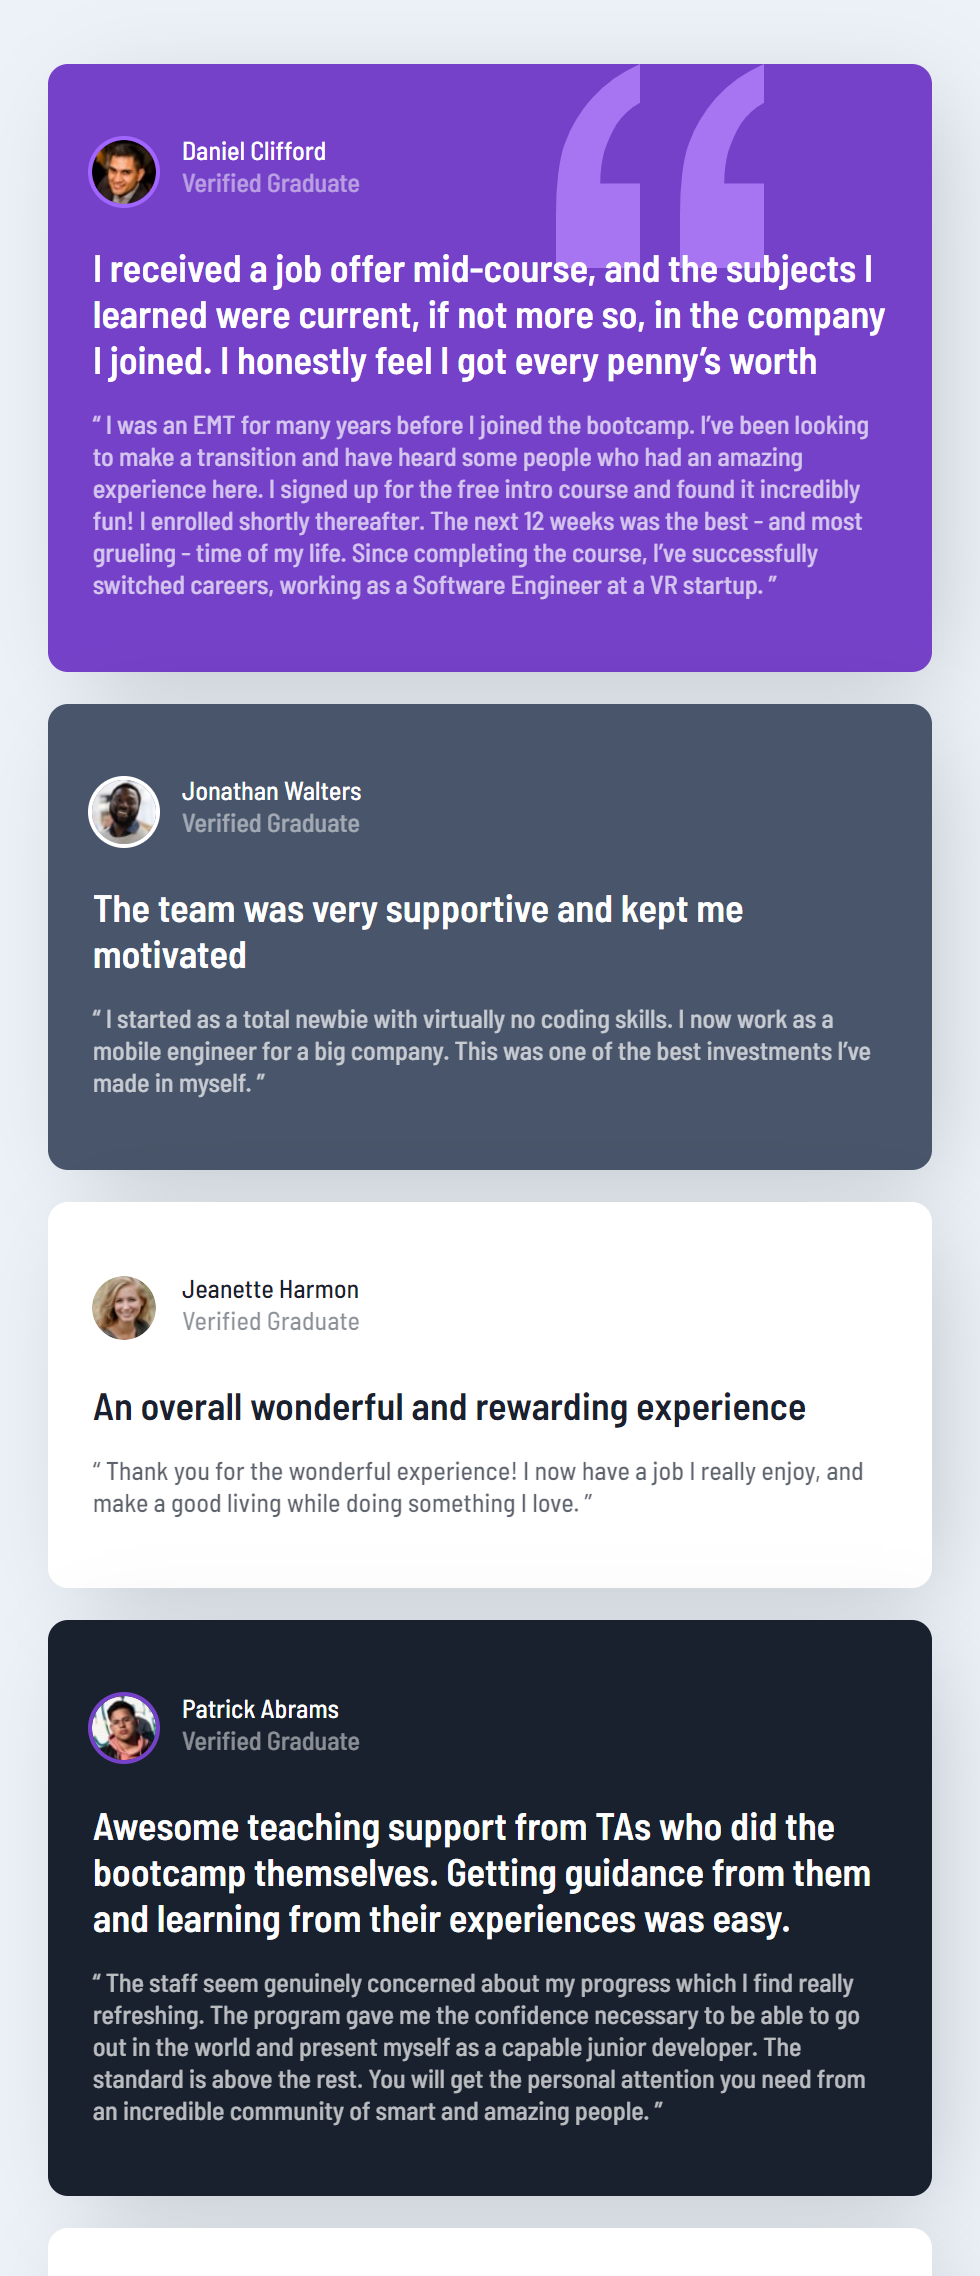 Daniel Clifford
Verified Graduate
I received a job offer mid-course, and the subjects I
learned were current, if not more so, in the company
I joined. I honestly feel I got every penny’s worth
“ I was an EMT for many years before I joined the bootcamp. I’ve been looking
to make a transition and have heard some people who had an amazing
experience here. I signed up for the free intro course and found it incredibly
fun! I enrolled shortly thereafter. The next 12 weeks was the best - and most
grueling - time of my life. Since completing the course, I’ve successfully
switched careers, working as a Software Engineer at a VR startup. ”
Jonathan Walters
Verified Graduate
The team was very supportive and kept me
motivated
“ I started as a total newbie with virtually no coding skills. I now work as a
mobile engineer for a big company. This was one of the best investments I’ve
made in myself. ”
Jeanette Harmon
Verified Graduate
An overall wonderful and rewarding experience
“ Thank you for the wonderful experience! I now have a job I really enjoy, and
make a good living while doing something I love. ”
Patrick Abrams
Verified Graduate
Awesome teaching support from TAs who did the
bootcamp themselves. Getting guidance from them
and learning from their experiences was easy.
“ The staff seem genuinely concerned about my progress which I find really
refreshing. The program gave me the confidence necessary to be able to go
out in the world and present myself as a capable junior developer. The
standard is above the rest. You will get the personal attention you need from
an incredible community of smart and amazing people. ”